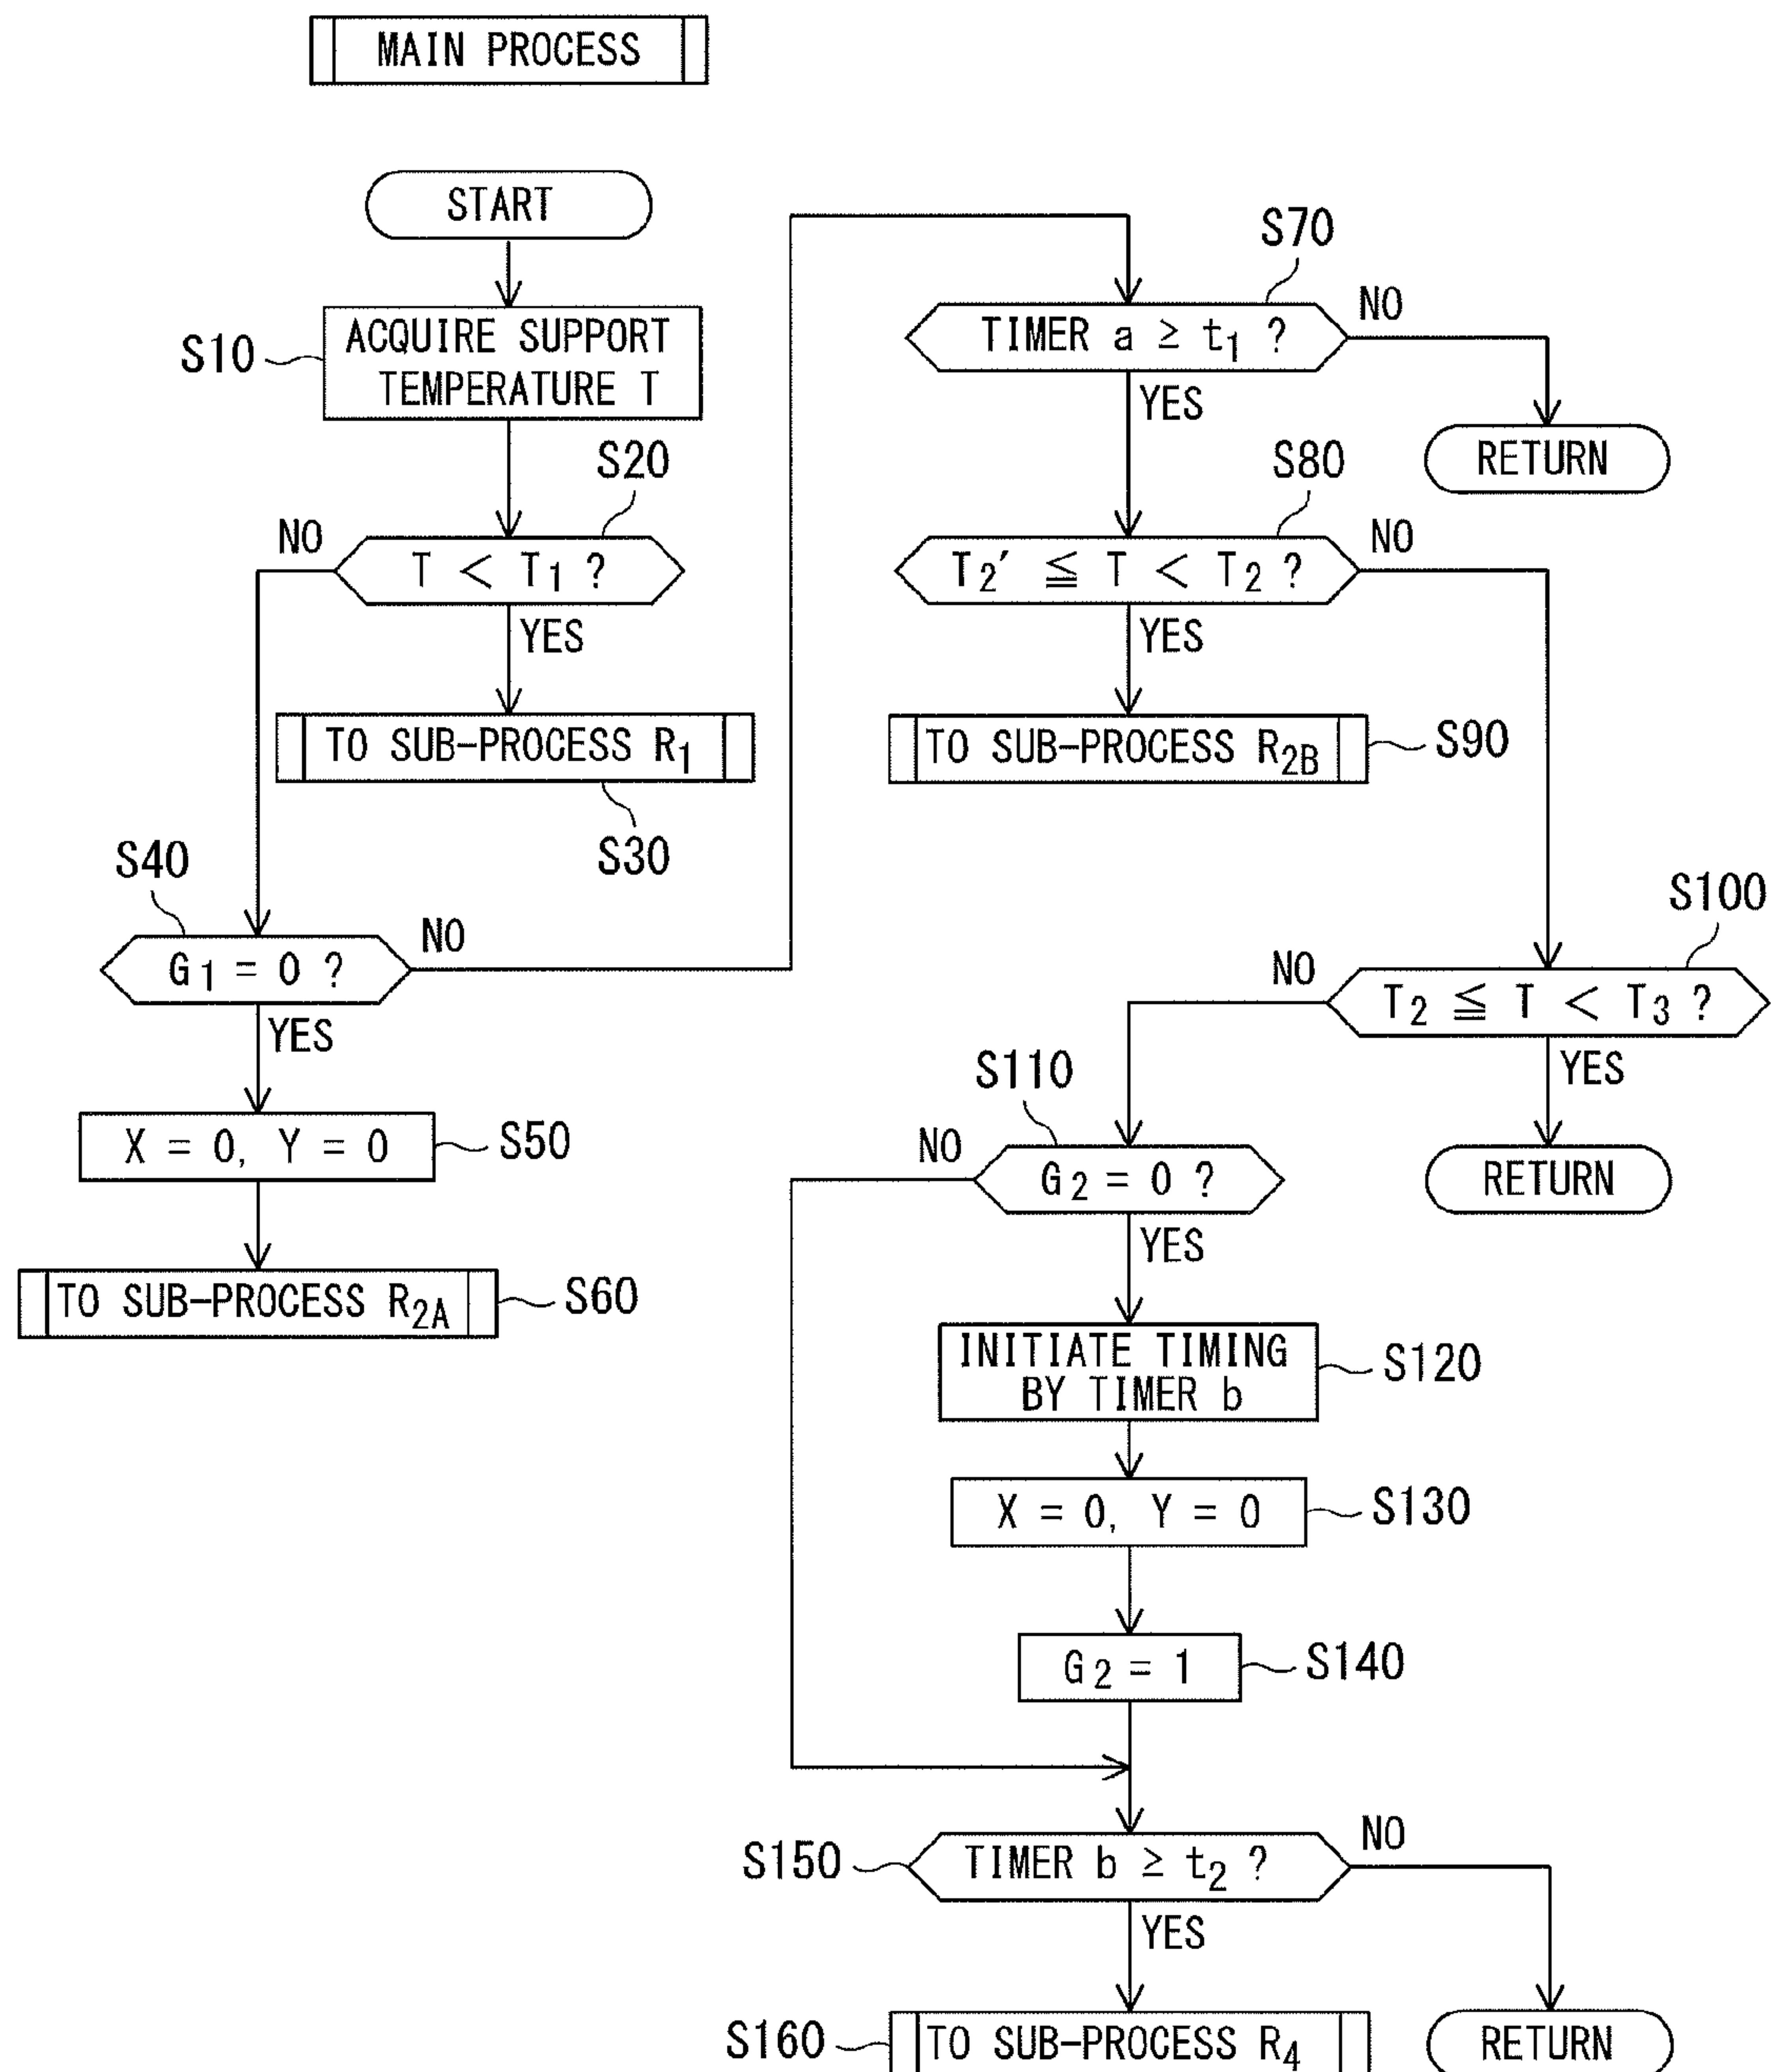 MAIN PROCESS
START
S10
ACQUIRE SUPPORT
TEMPERATURE T
S20
NO
T < T1 ?
YES
TO SUB-PROCESS R1
S30
S40
G1 = 0 ?
NO
YES
X = 0, Y = 0
S50
TO SUB-PROCESS R2A
S60
S70
TIMER a ≥ t1 ?
NO
YES
RETURN
S80
T2′ ≦ T < T2 ?
NO
YES
TO SUB-PROCESS R2B
S90
S100
NO
T2 ≦ T < T3 ?
YES
RETURN
S110
NO
G2 = 0 ?
YES
INITIATE TIMING
BY TIMER b
S120
X = 0, Y = 0
S130
G2 = 1
S140
S150
TIMER b ≥ t2 ?
NO
YES
S160
TO SUB-PROCESS R4
RETURN